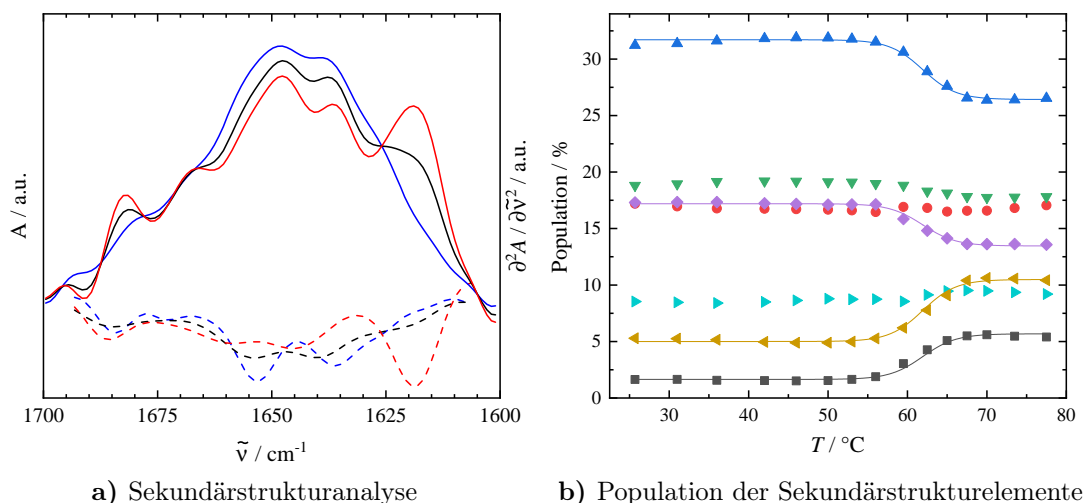 A / a.u.
∂²A / ∂ṽ² / a.u.
1700 1675 1650 1625 1600
ṽ / cm⁻¹
a) Sekundärstrukturanalyse
Population / %
30
25
20
15
10
5
0
30 40 50 60 70 80
T / °C
b) Population der Sekundärstrukturelemente